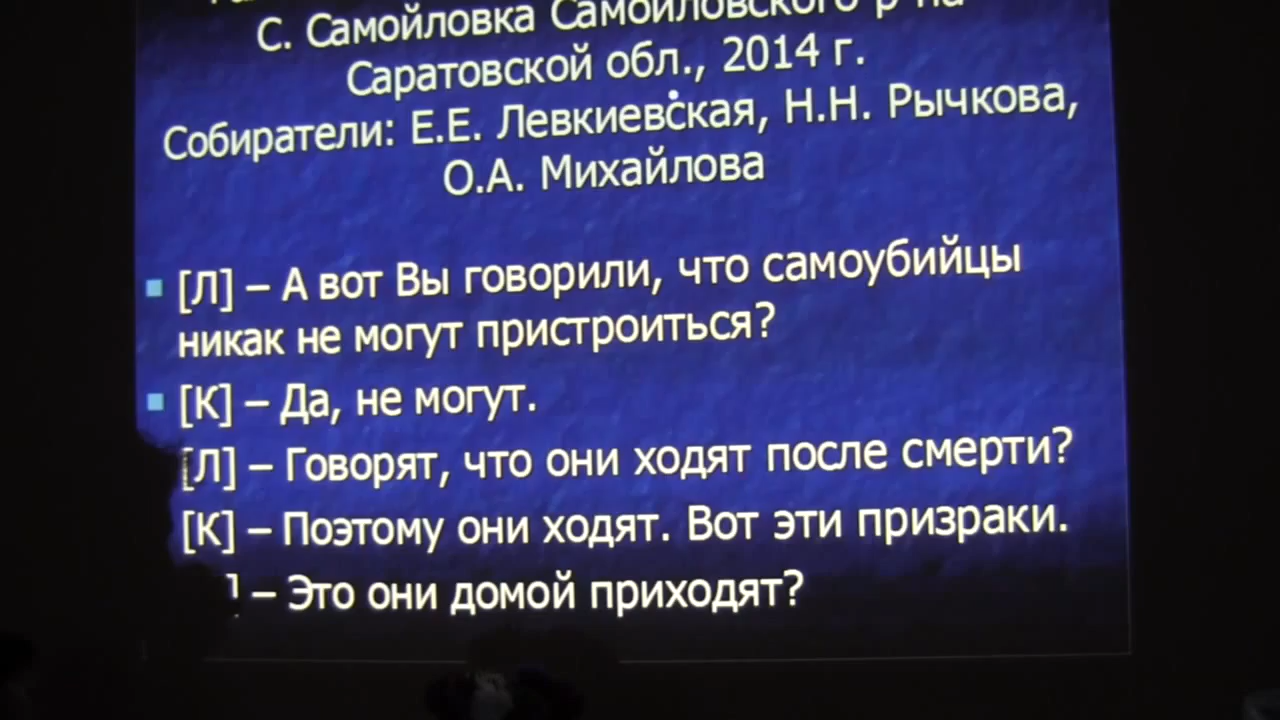 С. Самойловка Самойловского р-на
Саратовской обл., 2014 г.
Собиратели: Е.Е. Левкиевская, Н.Н. Рычкова,
О.А. Михайлова
[Л] – А вот Вы говорили, что самоубийцы
никак не могут пристроиться?
[К] – Да, не могут.
[Л] – Говорят, что они ходят после смерти?
[К] – Поэтому они ходят. Вот эти призраки.
] – Это они домой приходят?